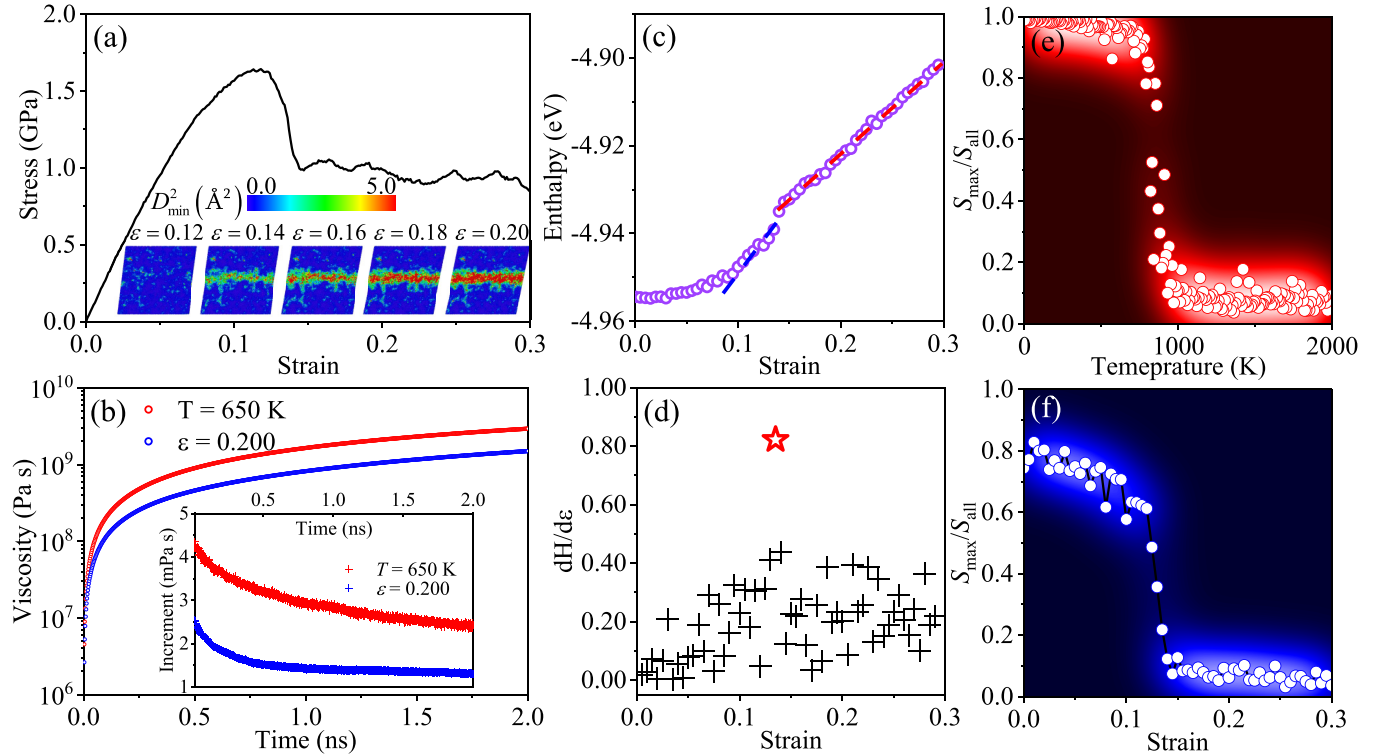 (a)
2.0
1.5
1.0
0.5
0.0
Stress (GPa)
0.0
5.0
D²min (Å²)
ε = 0.12
ε = 0.14
ε = 0.16
ε = 0.18
ε = 0.20
0.0
0.1
0.2
0.3
Strain
(b)
10¹⁰
10⁹
10⁸
10⁷
10⁶
Viscosity (Pa s)
T = 650 K
ε = 0.200
0.5
1.0
1.5
2.0
Time (ns)
5
4
3
2
1
Increment (mPa s)
T = 650 K
ε = 0.200
0.0
0.5
1.0
1.5
2.0
Time (ns)
(c)
-4.90
-4.92
-4.94
-4.96
Enthalpy (eV)
0.0
0.1
0.2
0.3
Strain
(d)
1.00
0.80
0.60
0.40
0.20
0.00
dH/dε
0.0
0.1
0.2
0.3
Strain
(e)
1.0
0.8
0.6
0.4
0.2
0.0
Smax/Sall
0
1000
2000
Temeprature (K)
(f)
1.0
0.8
0.6
0.4
0.2
0.0
Smax/Sall
0.0
0.1
0.2
0.3
Strain